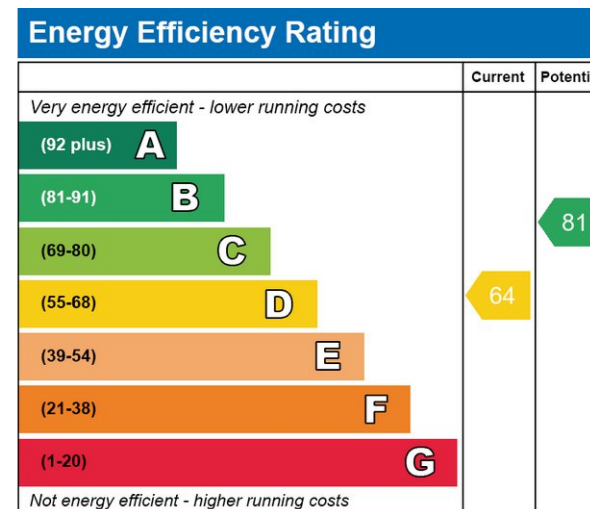 Energy Efficiency Rating
Current Potenti
Very energy efficient - lower running costs
(92 plus) A
(81-91) B
81
(69-80) C
(55-68) D
64
(39-54) E
(21-38) F
(1-20) G
Not energy efficient - higher running costs